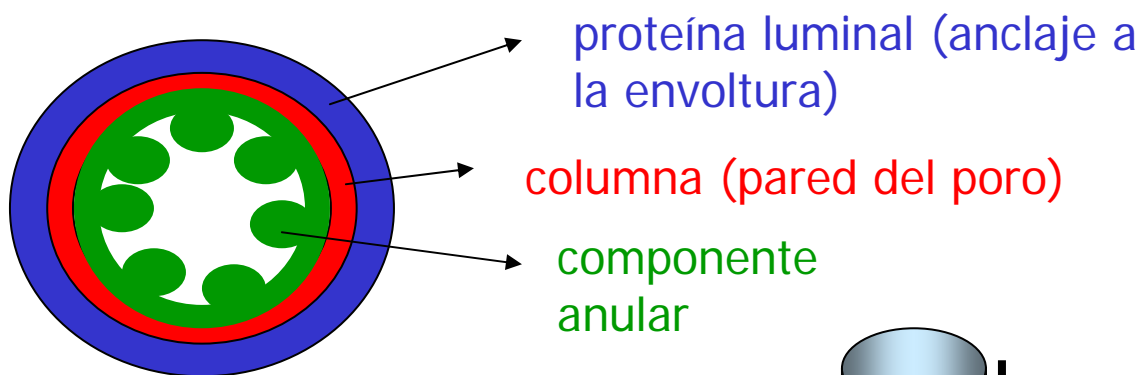 proteína luminal (anclaje a
la envoltura)
columna (pared del poro)
componente
anular